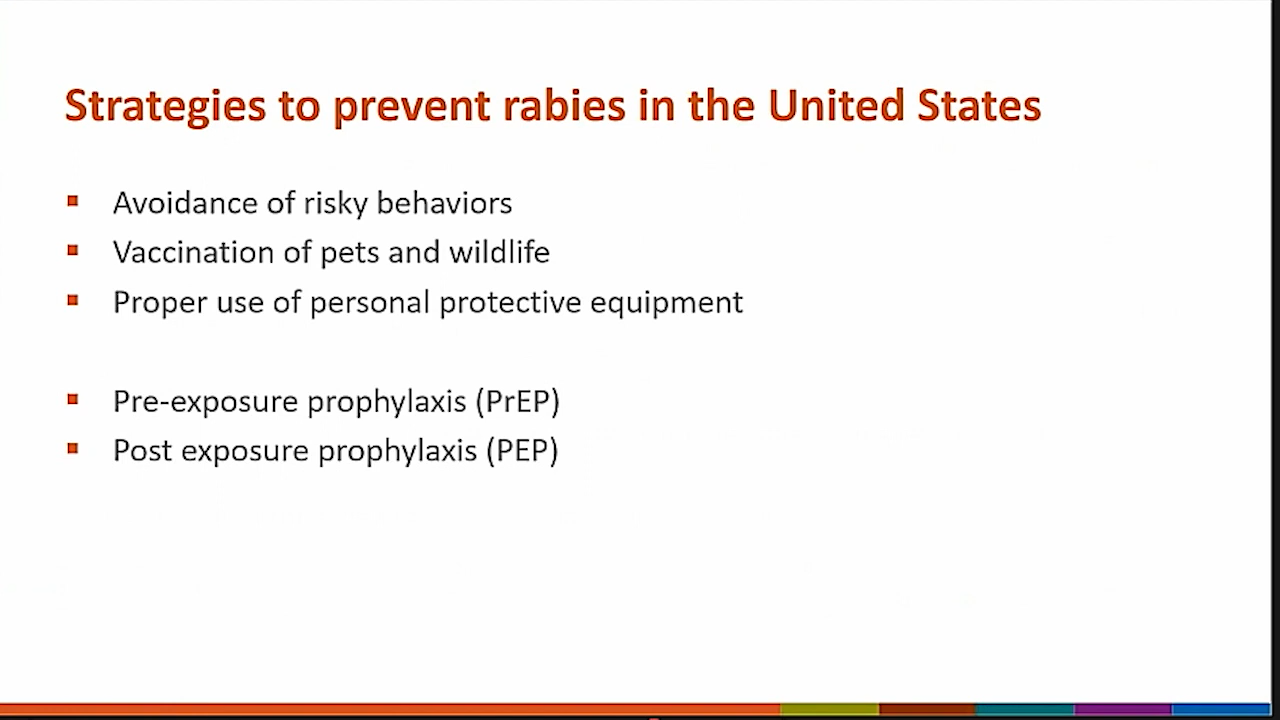 Strategies to prevent rabies in the United States
▪ Avoidance of risky behaviors
▪ Vaccination of pets and wildlife
▪ Proper use of personal protective equipment
▪ Pre-exposure prophylaxis (PrEP)
▪ Post exposure prophylaxis (PEP)